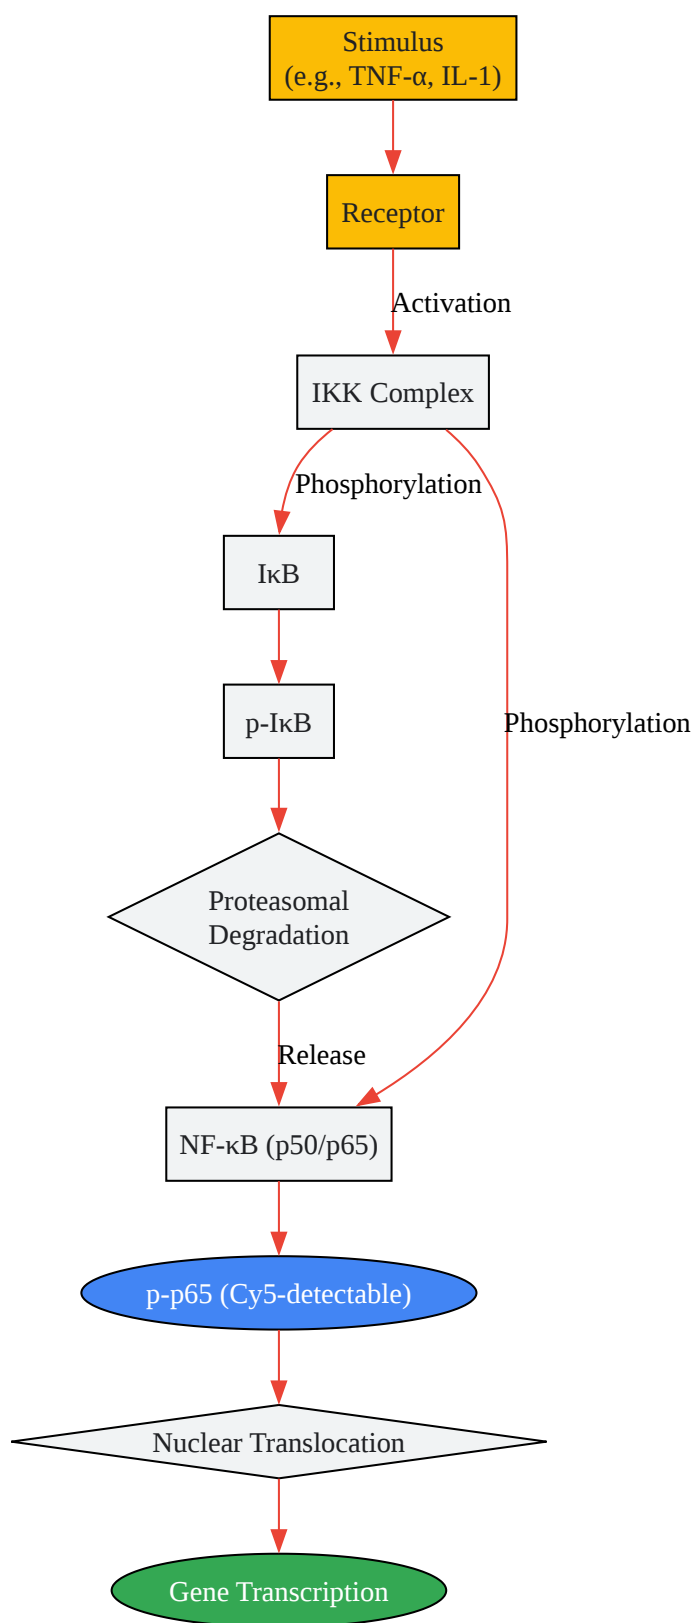 Stimulus
(e.g., TNF-α, IL-1)
Receptor
Activation
IKK Complex
Phosphorylation
IκB
p-IκB
Phosphorylation
Proteasomal
Degradation
Release
NF-κB (p50/p65)
p-p65 (Cy5-detectable)
Nuclear Translocation
Gene Transcription